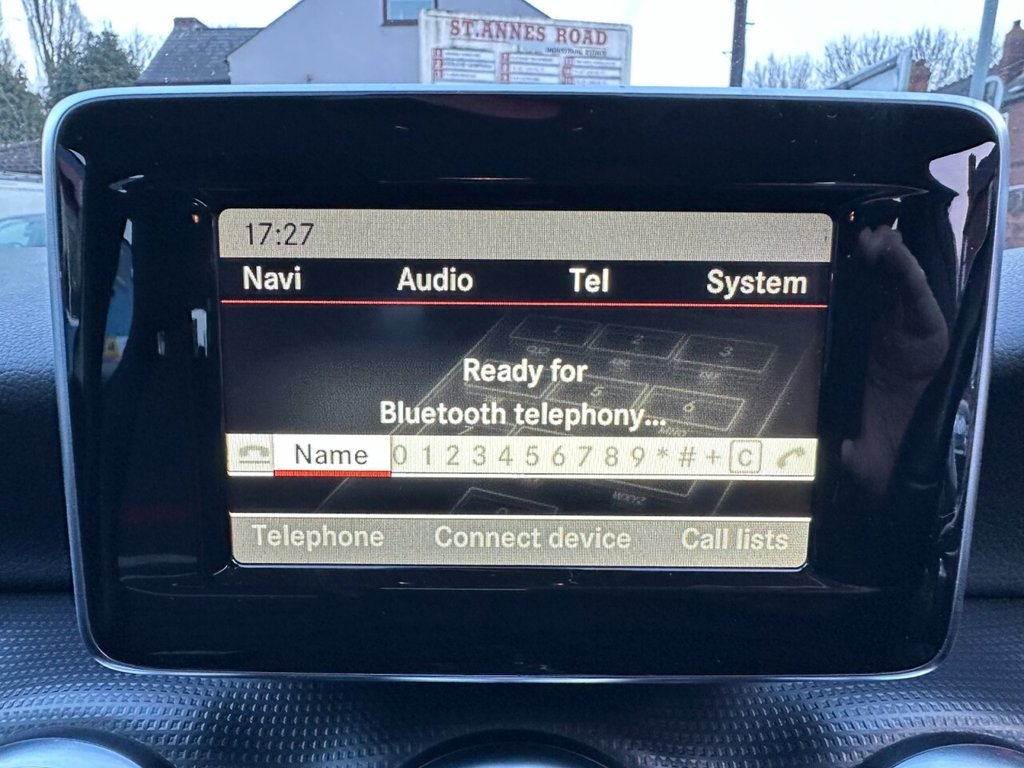 ST.ANNES ROAD
17:27
Navi Audio Tel System
Ready for
Bluetooth telephony...
Name 0 1 2 3 4 5 6 7 8 9 * # + C
Telephone Connect device Call lists